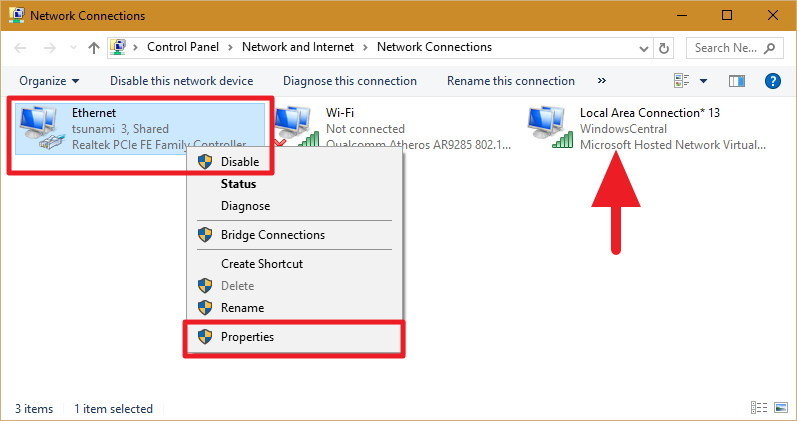 Network Connections
Control Panel > Network and Internet > Network Connections
Search Ne...
Organize Disable this network device Diagnose this connection Rename this connection »
Ethernet
tsunami 3, Shared
Realtek PCIe FE Family Controller
Wi-Fi
Not connected
Qualcomm Atheros AR9285 802.1...
Local Area Connection* 13
WindowsCentral
Microsoft Hosted Network Virtual...
Disable
Status
Diagnose
Bridge Connections
Create Shortcut
Delete
Rename
Properties
3 items 1 item selected